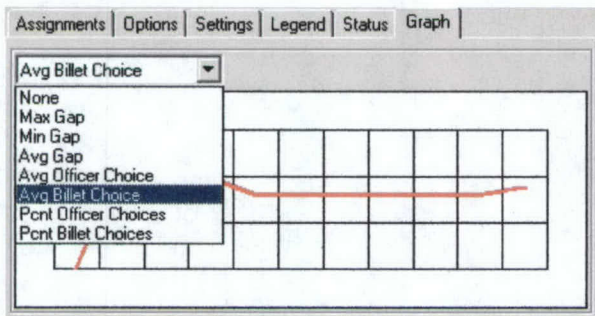 Assignments Options Settings Legend Status Graph
Avg Billet Choice
None
Max Gap
Min Gap
Avg Gap
Avg Officer Choice
Avg Billet Choice
Pcnt Officer Choices
Pcnt Billet Choices